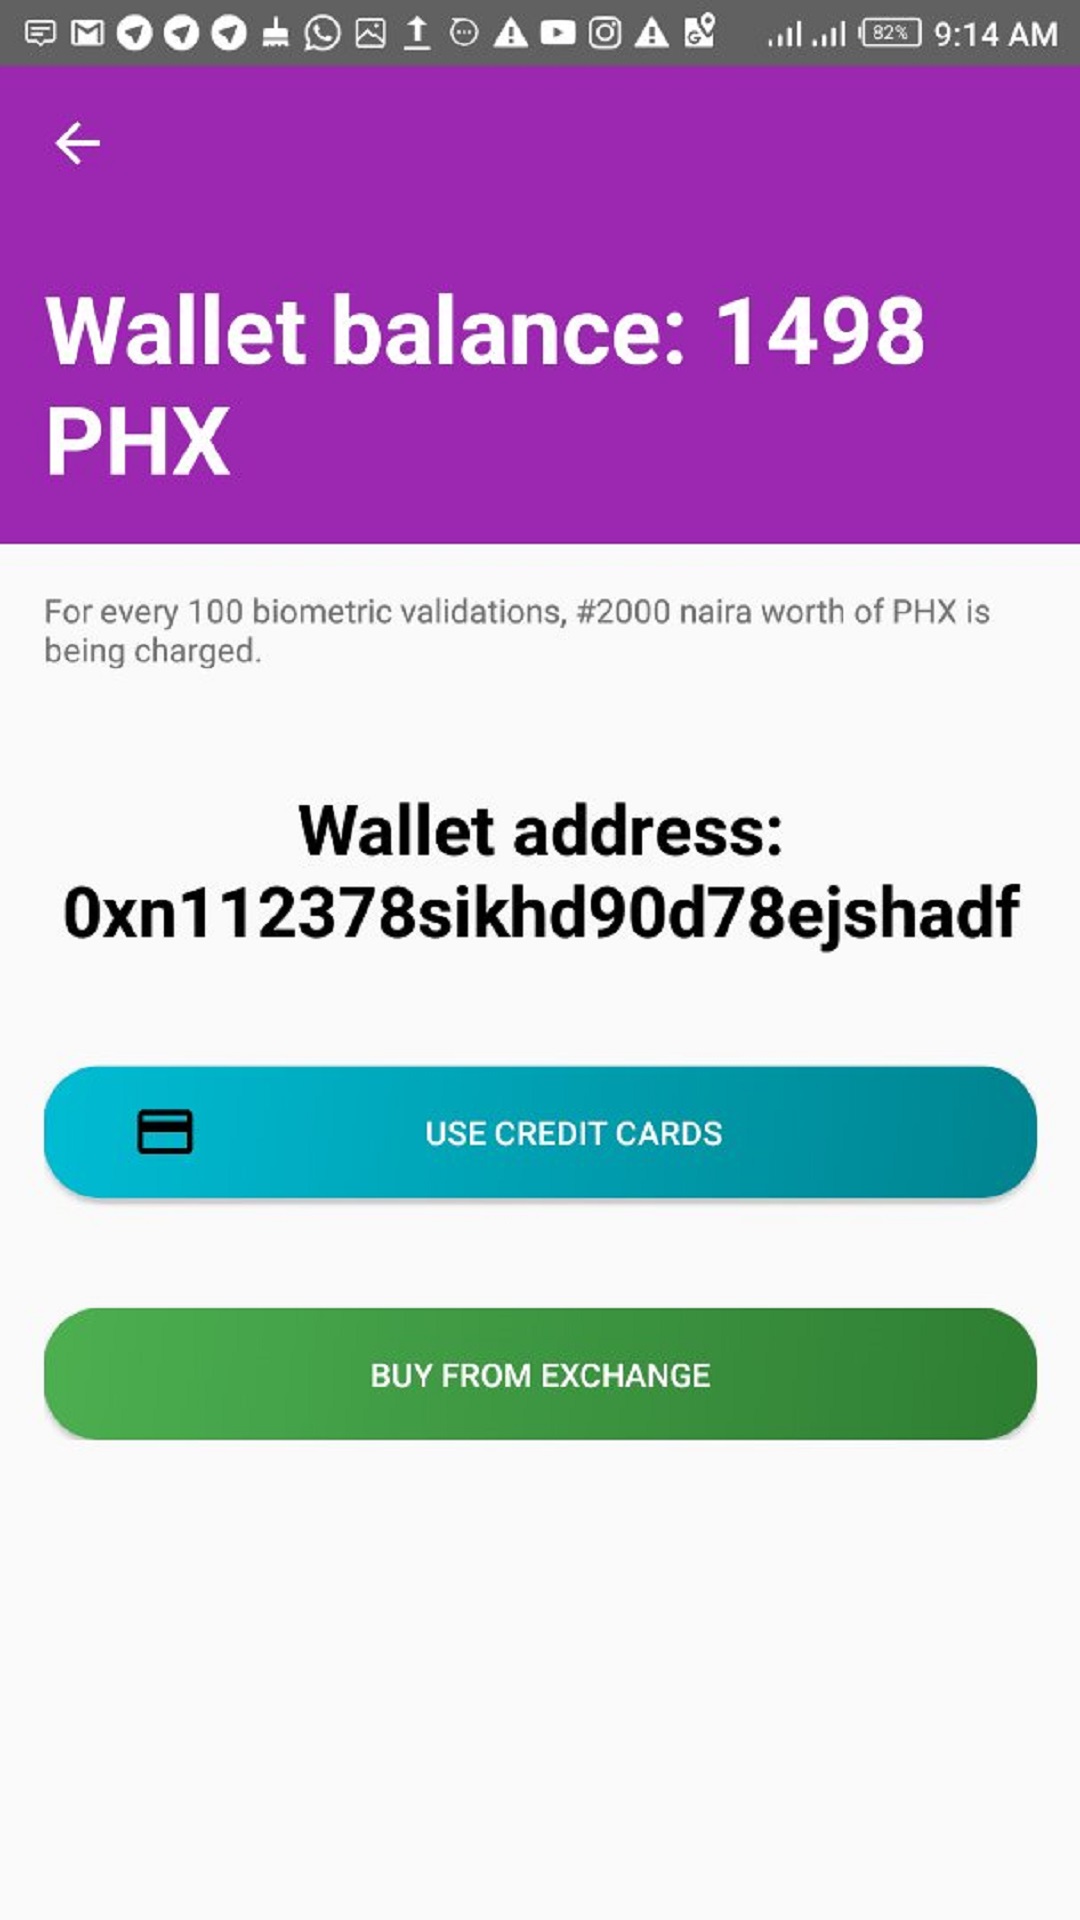 82% 9:14 AM
Wallet balance: 1498
PHX
For every 100 biometric validations, #2000 naira worth of PHX is
being charged.
Wallet address:
0xn112378sikhd90d78ejshadf
USE CREDIT CARDS
BUY FROM EXCHANGE